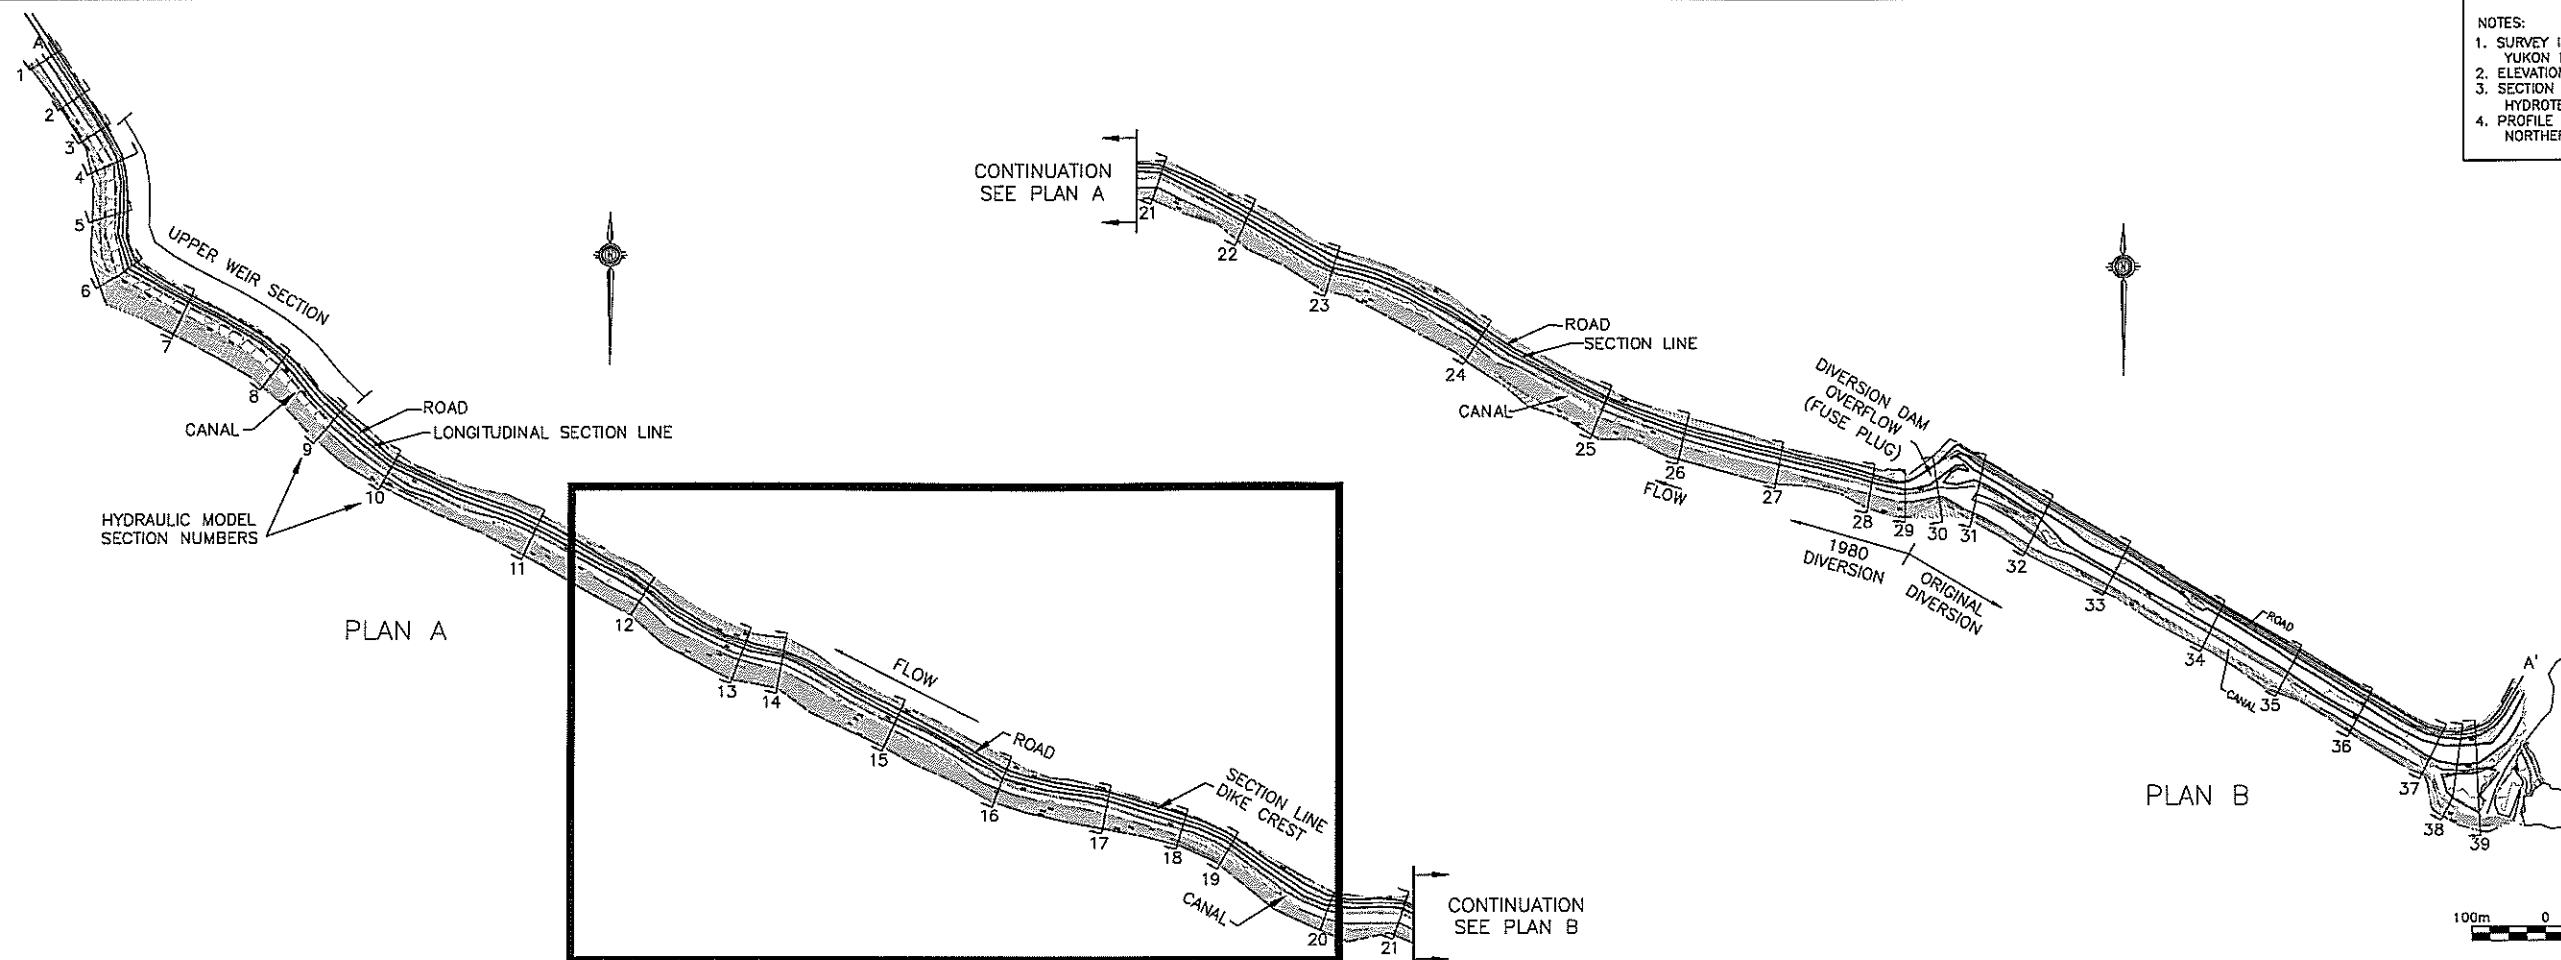 NOTES:
1. SURVEY
YUKON
2. ELEVATION
3. SECTION
HYDROTE
4. PROFILE
NORTHER
A
1
2
3
4
5
6
7
8
9
10
11
UPPER WEIR SECTION
ROAD
LONGITUDINAL SECTION LINE
CANAL
HYDRAULIC MODEL
SECTION NUMBERS
PLAN A
12
13
14
15
16
17
18
19
20
21
FLOW
ROAD
SECTION LINE
DIKE CREST
CANAL
CONTINUATION
SEE PLAN B
CONTINUATION
SEE PLAN A
21
22
23
24
25
26
27
28
29
30
31
32
33
34
35
36
37
38
39
ROAD
SECTION LINE
CANAL
FLOW
DIVERSION DAM
OVERFLOW
(FUSE PLUG)
1980
DIVERSION
ORIGINAL
DIVERSION
ROAD
CANAL
A'
PLAN B
100m 0